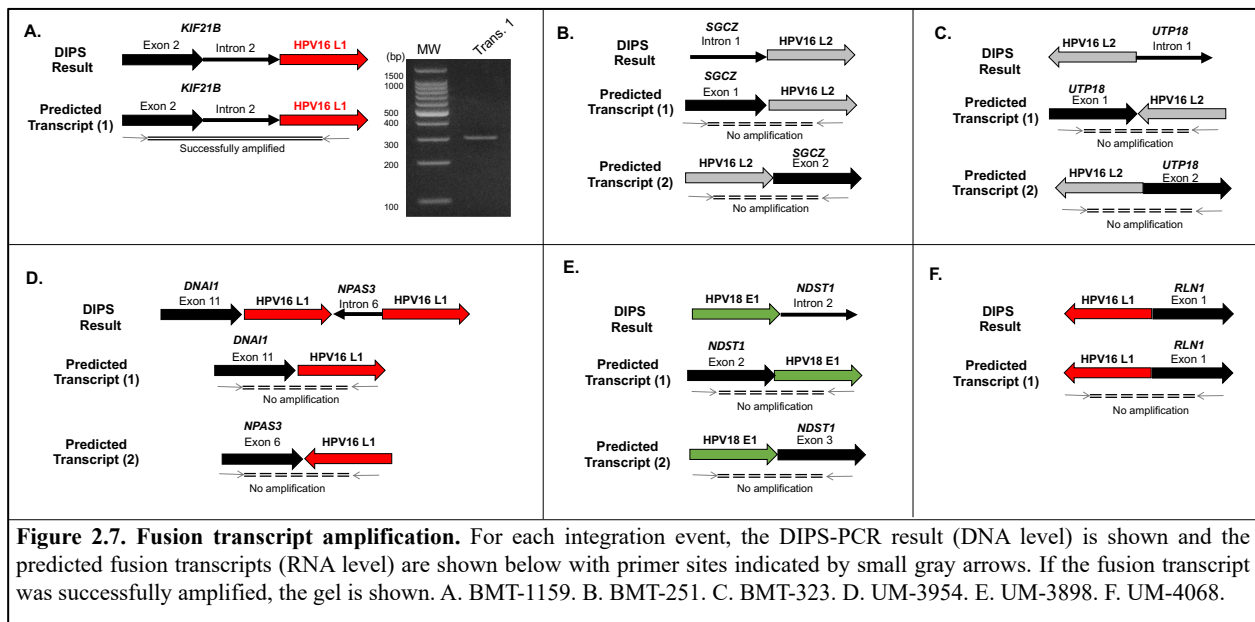 A.
KIF21B
DIPS Result
Exon 2 Intron 2 HPV16 L1
KIF21B
Predicted Transcript (1)
Exon 2 Intron 2 HPV16 L1
Successfully amplified
(bp) MW Trans. 1
1500
1000
500
400
300
200
100
B.
SGCZ
DIPS Result
Intron 1 HPV16 L2
SGCZ
Predicted Transcript (1)
Exon 1 HPV16 L2
No amplification
SGCZ
Predicted Transcript (2)
HPV16 L2 Exon 2
No amplification
C.
UTP18
DIPS Result
HPV16 L2 Intron 1
UTP18
Predicted Transcript (1)
Exon 1 HPV16 L2
No amplification
UTP18
Predicted Transcript (2)
HPV16 L2 Exon 2
No amplification
D.
DNAI1 NPAS3
DIPS Result
Exon 11 HPV16 L1 Intron 6 HPV16 L1
DNAI1
Predicted Transcript (1)
Exon 11 HPV16 L1
No amplification
NPAS3
Predicted Transcript (2)
Exon 6 HPV16 L1
No amplification
E.
NDST1
DIPS Result
HPV18 E1 Intron 2
NDST1
Predicted Transcript (1)
Exon 2 HPV18 E1
No amplification
NDST1
Predicted Transcript (2)
HPV18 E1 Exon 3
No amplification
F.
RLN1
DIPS Result
HPV16 L1 Exon 1
RLN1
Predicted Transcript (1)
HPV16 L1 Exon 1
No amplification
Figure 2.7. Fusion transcript amplification. For each integration event, the DIPS-PCR result (DNA level) is shown and the
predicted fusion transcripts (RNA level) are shown below with primer sites indicated by small gray arrows. If the fusion transcript
was successfully amplified, the gel is shown. A. BMT-1159. B. BMT-251. C. BMT-323. D. UM-3954. E. UM-3898. F. UM-4068.